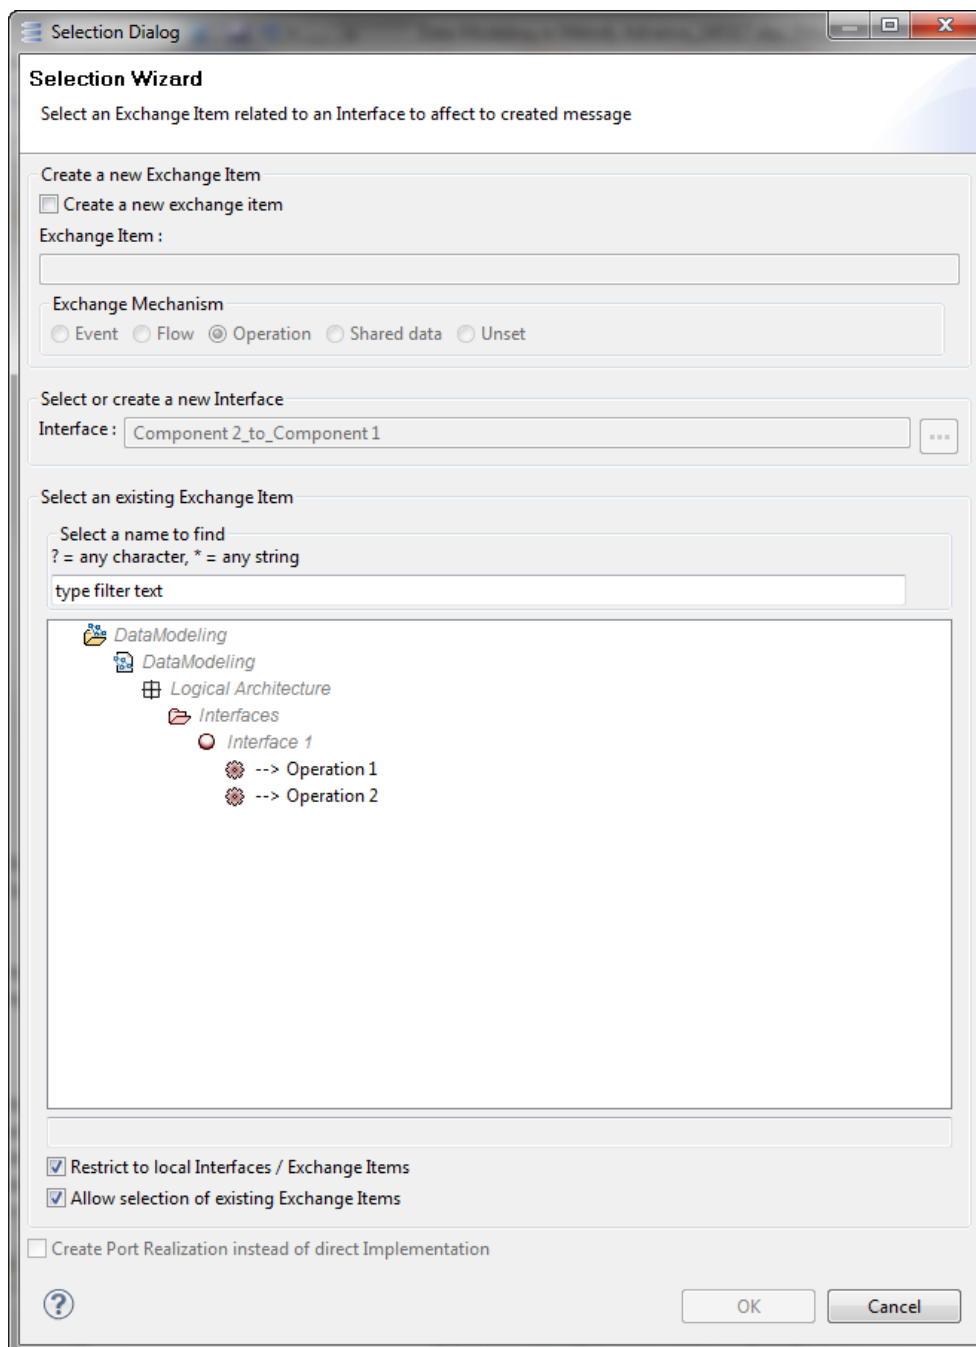 Selection Dialog
Selection Wizard
Select an Exchange Item related to an Interface to affect to created message
Create a new Exchange Item
Create a new exchange item
Exchange Item :
Exchange Mechanism
Event Flow Operation Shared data Unset
Select or create a new Interface
Interface : Component 2_to_Component 1 ...
Select an existing Exchange Item
Select a name to find
? = any character, * = any string
type filter text
DataModeling
DataModeling
Logical Architecture
Interfaces
Interface 1
--> Operation 1
--> Operation 2
Restrict to local Interfaces / Exchange Items
Allow selection of existing Exchange Items
Create Port Realization instead of direct Implementation
? OK Cancel